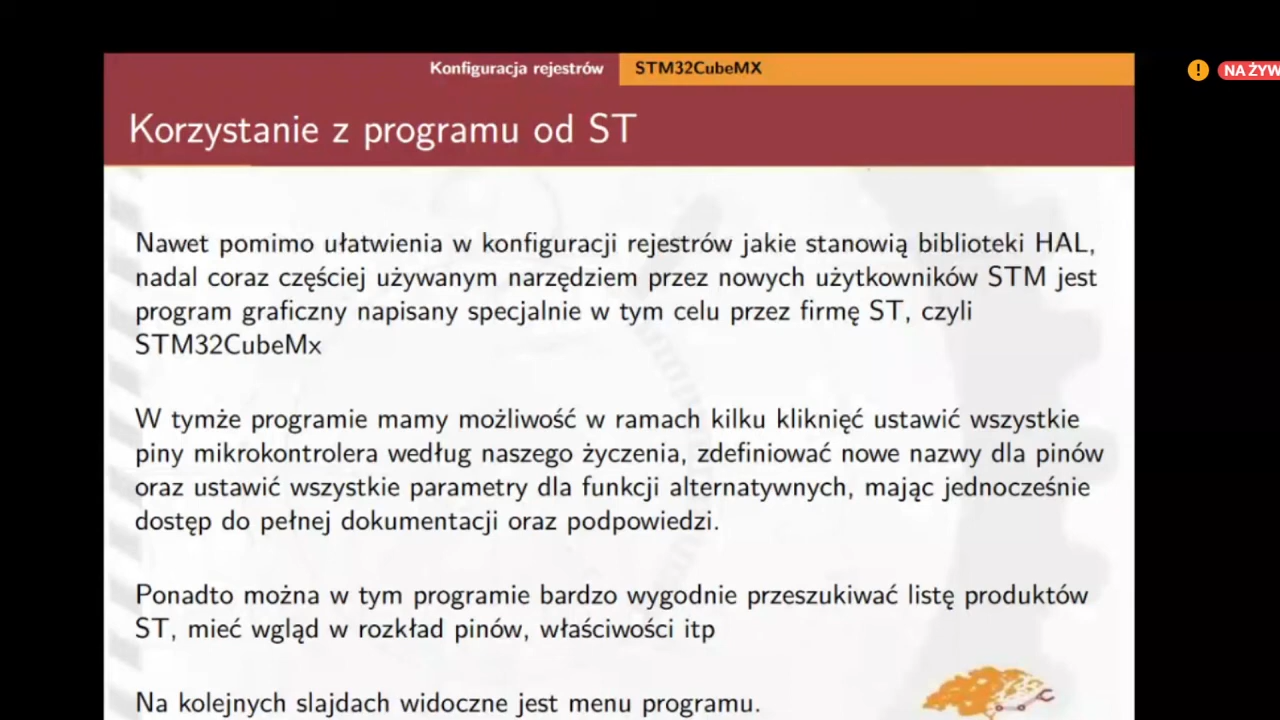 Konfiguracja rejestrów
STM32CubeMX
Korzystanie z programu od ST
Nawet pomimo ułatwienia w konfiguracji rejestrów jakie stanowią biblioteki HAL,
nadal coraz częściej używanym narzędziem przez nowych użytkowników STM jest
program graficzny napisany specjalnie w tym celu przez firmę ST, czyli
STM32CubeMx
W tymże programie mamy możliwość w ramach kilku kliknięć ustawić wszystkie
piny mikrokontrolera według naszego życzenia, zdefiniować nowe nazwy dla pinów
oraz ustawić wszystkie parametry dla funkcji alternatywnych, mając jednocześnie
dostęp do pełnej dokumentacji oraz podpowiedzi.
Ponadto można w tym programie bardzo wygodnie przeszukiwać listę produktów
ST, mieć wgląd w rozkład pinów, właściwości itp
Na kolejnych slajdach widoczne jest menu programu.
! NA ŻYW